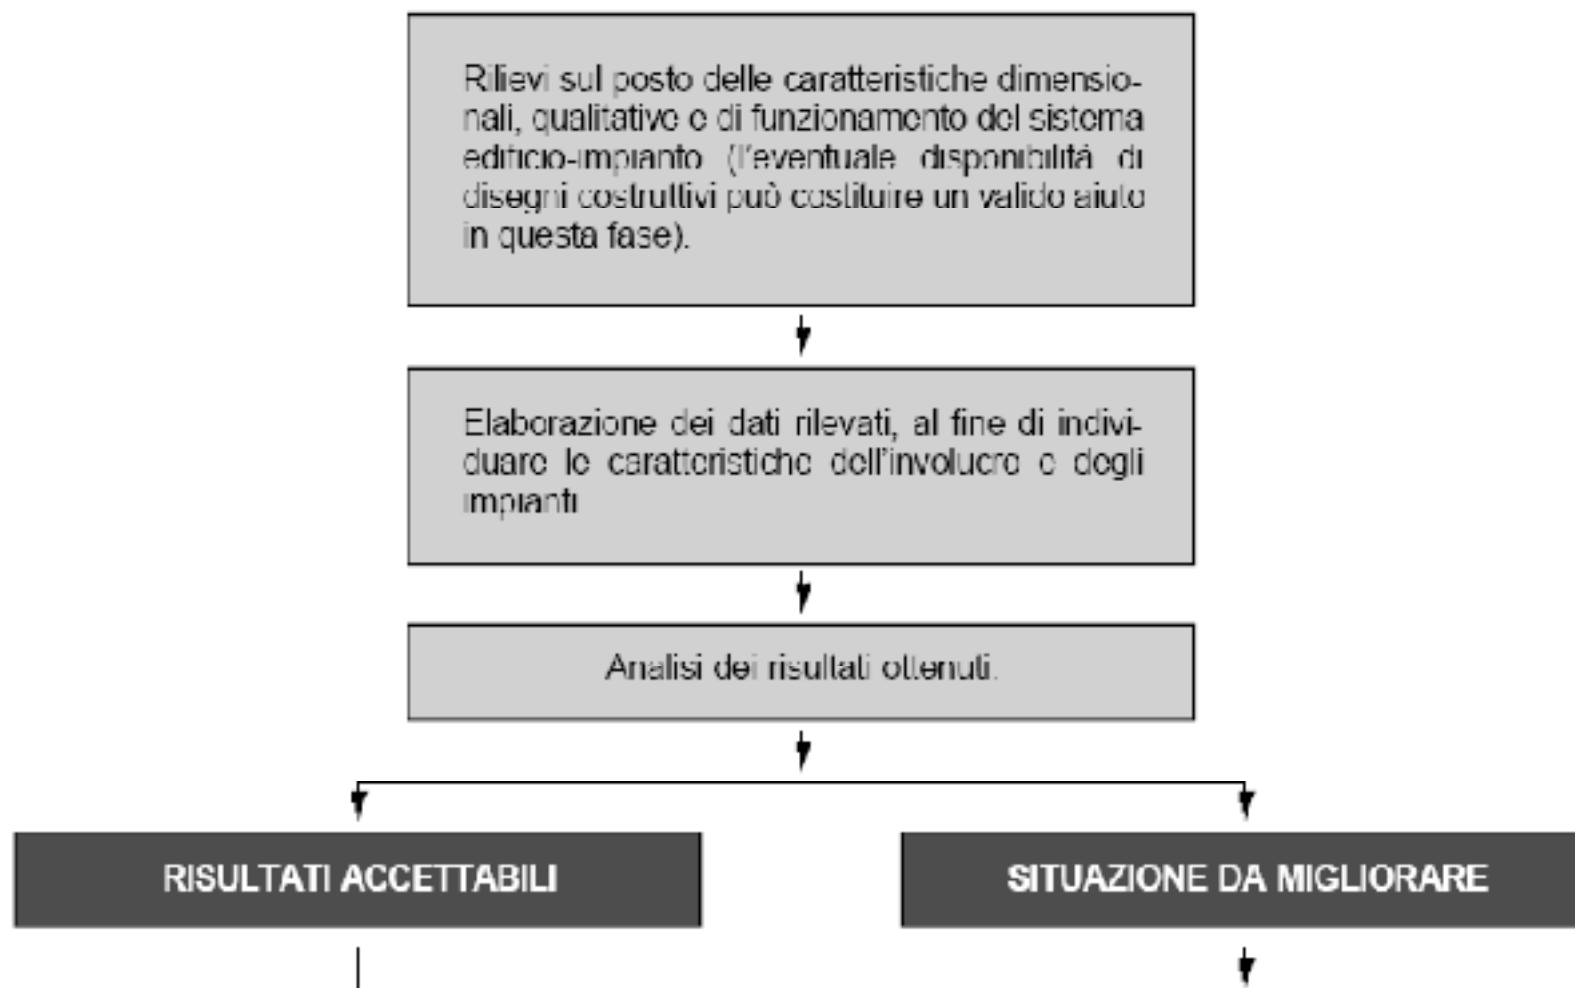 Rilievi sul posto delle caratteristiche dimensio-
nali, qualitative e di funzionamento del sistema
edificio-impianto (l'eventuale disponibilità di
disegni costruttivi può costituire un valido aiuto
in questa fase).
Elaborazione dei dati rilevati, al fine di indivi-
duare le caratteristiche dell'involucro e degli
impianti
Analisi dei risultati ottenuti.
RISULTATI ACCETTABILI
SITUAZIONE DA MIGLIORARE